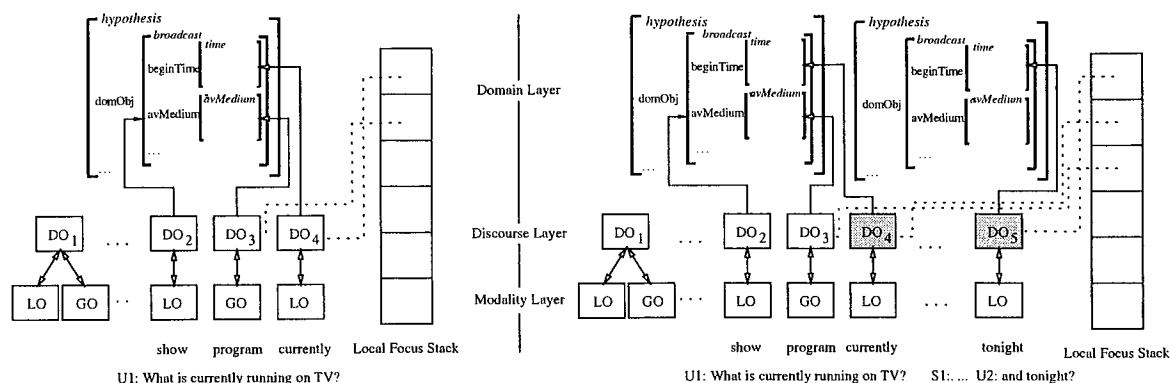 hypothesis
broadcast
time
beginTime
domObj
avMedium
avMedium
...
...
DO1 ... DO2 DO3 DO4
LO GO ... LO GO LO
show program currently Local Focus Stack
U1: What is currently running on TV?
Domain Layer
Discourse Layer
Modality Layer
hypothesis
broadcast
time
beginTime
domObj
avMedium
avMedium
...
...
hypothesis
broadcast
time
beginTime
domObj
avMedium
avMedium
...
...
DO1 ... DO2 DO3 DO4 ... DO5
LO GO ... LO GO LO ... LO
show program currently tonight Local Focus Stack
U1: What is currently running on TV? S1:. ... U2: and tonight?